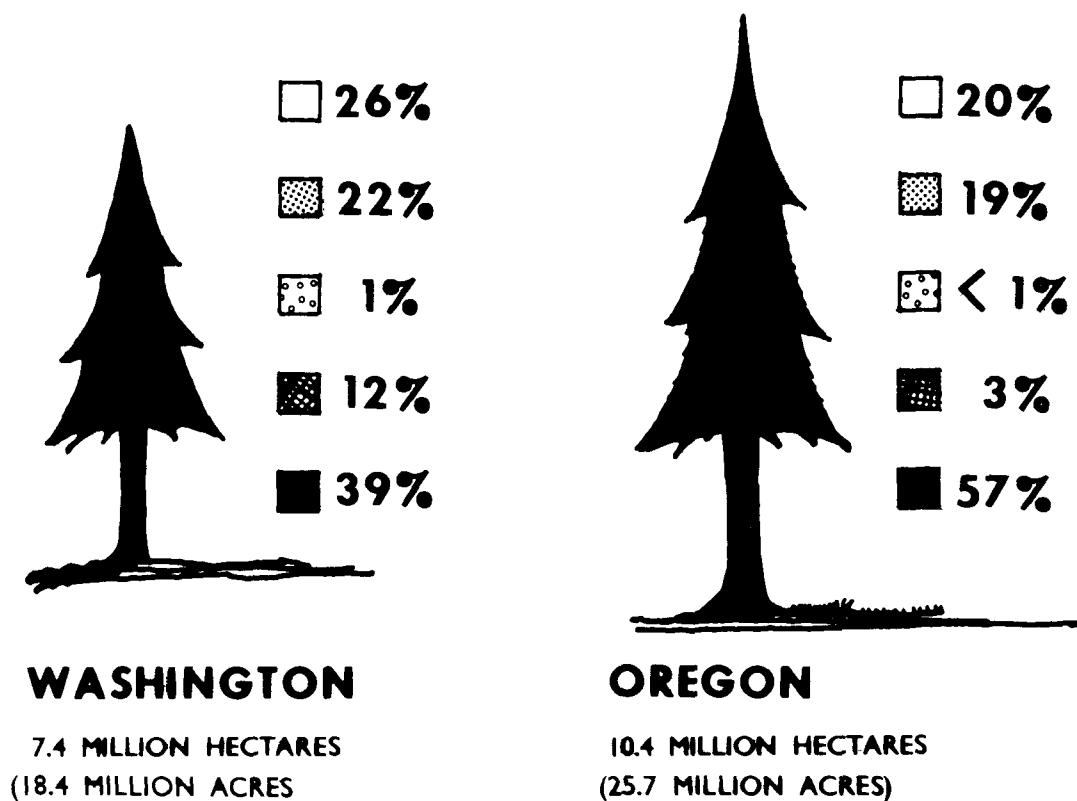 26%
22%
1%
12%
39%
WASHINGTON
7.4 MILLION HECTARES
(18.4 MILLION ACRES
20%
19%
< 1%
3%
57%
OREGON
10.4 MILLION HECTARES
(25.7 MILLION ACRES)